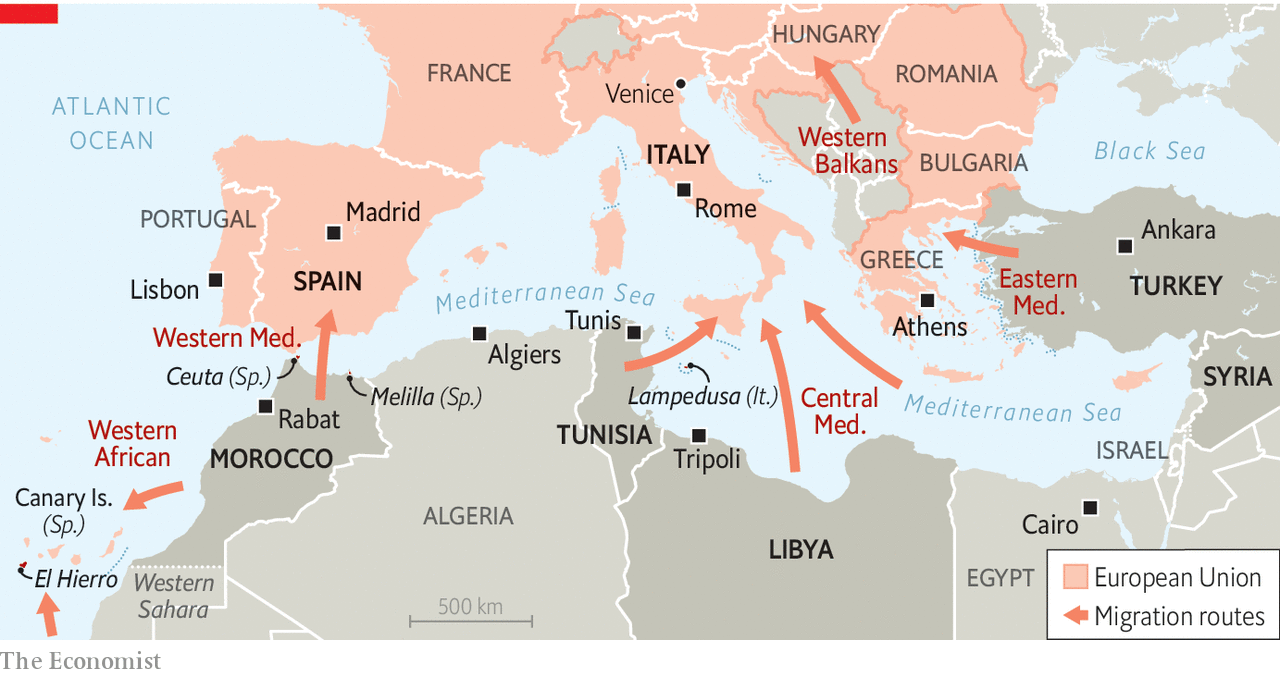 HUNGARY
FRANCE
ROMANIA
Venice
ATLANTIC
OCEAN
Western
Balkans
ITALY
BULGARIA
Black Sea
Rome
Madrid
PORTUGAL
Ankara
GREECE
SPAIN
Lisbon
Eastern
Med.
TURKEY
Mediterranean Sea
Tunis
Athens
Western Med.
Algiers
Ceuta (Sp.)
Melilla (Sp.)
Lampedusa (It.)
SYRIA
Central
Med.
Mediterranean Sea
Rabat
Western
African
TUNISIA
MOROCCO
Tripoli
ISRAEL
Canary Is.
(Sp.)
ALGERIA
Cairo
LIBYA
El Hierro
Western
Sahara
EGYPT
500 km
European Union
Migration routes
The Economist